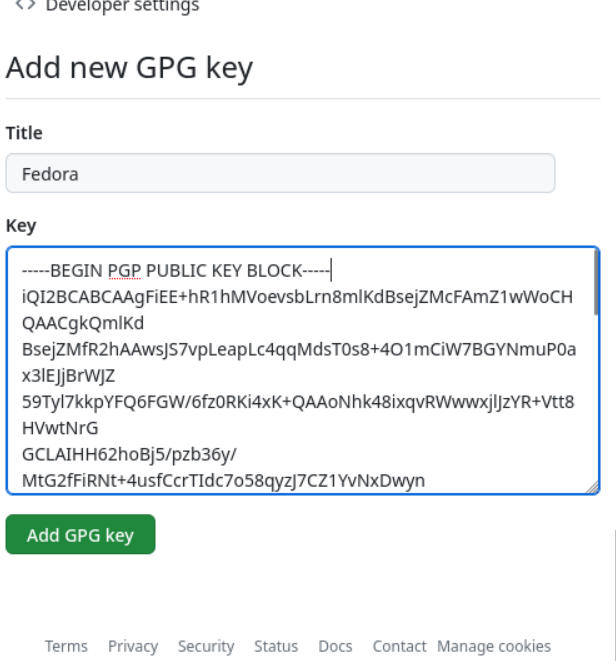 <> Developer settings
Add new GPG key
Title
Fedora
Key
-----BEGIN PGP PUBLIC KEY BLOCK-----
iQI2BCABCAAgFiEE+hR1hMVoevsbLrn8mlKdBsejZMcFAmZ1wWoCH
QAACgkQmlKd
BsejZMfR2hAAwsJS7vpLeapLc4qqMdsT0s8+4O1mCiW7BGYNmuP0a
x3lEJjBrWJZ
59Tyl7kkpYFQ6FGW/6fz0RKi4xK+QAAoNhk48ixqvRWwwxjlJzYR+Vtt8
HVwtNrG
GCLAIHH62hoBj5/pzb36y/
MtG2fFiRNt+4usfCcrTIdc7o58qyzJ7CZ1YvNxDwyn
Add GPG key
Terms Privacy Security Status Docs Contact Manage cookies